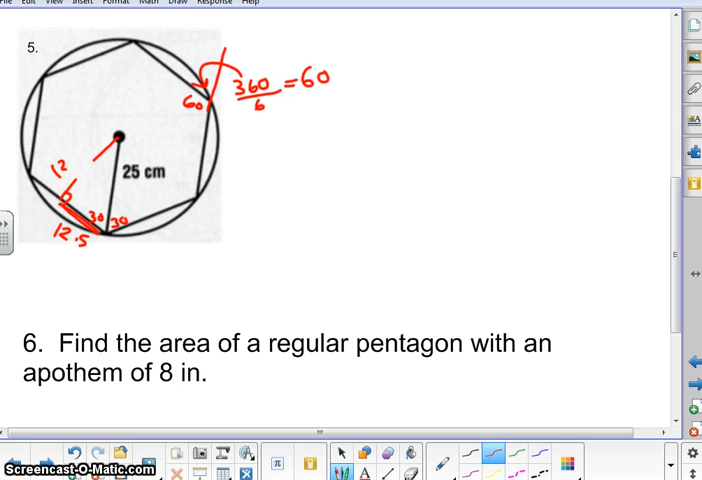 File Edit View Insert Format Math Draw Response Help
5.
360
6
=60
60
25 cm
12
6
30 30
12.5
6. Find the area of a regular pentagon with an
apothem of 8 in.
π
A
Screencast-O-Matic.com